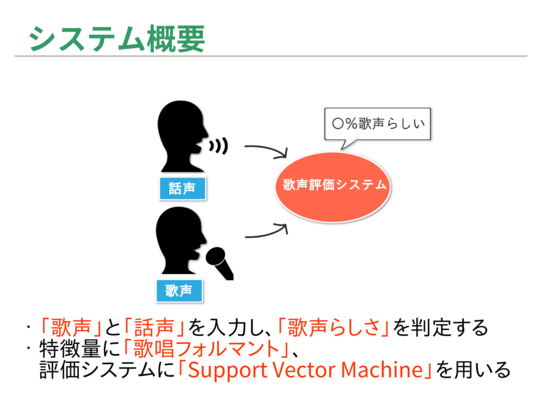 システム概要
〇%歌声らしい
話声
歌声評価システム
歌声
・「歌声」と「話声」を入力し、「歌声らしさ」を判定する
・特徴量に「歌唱フォルマント」、
評価システムに「Support Vector Machine」を用いる